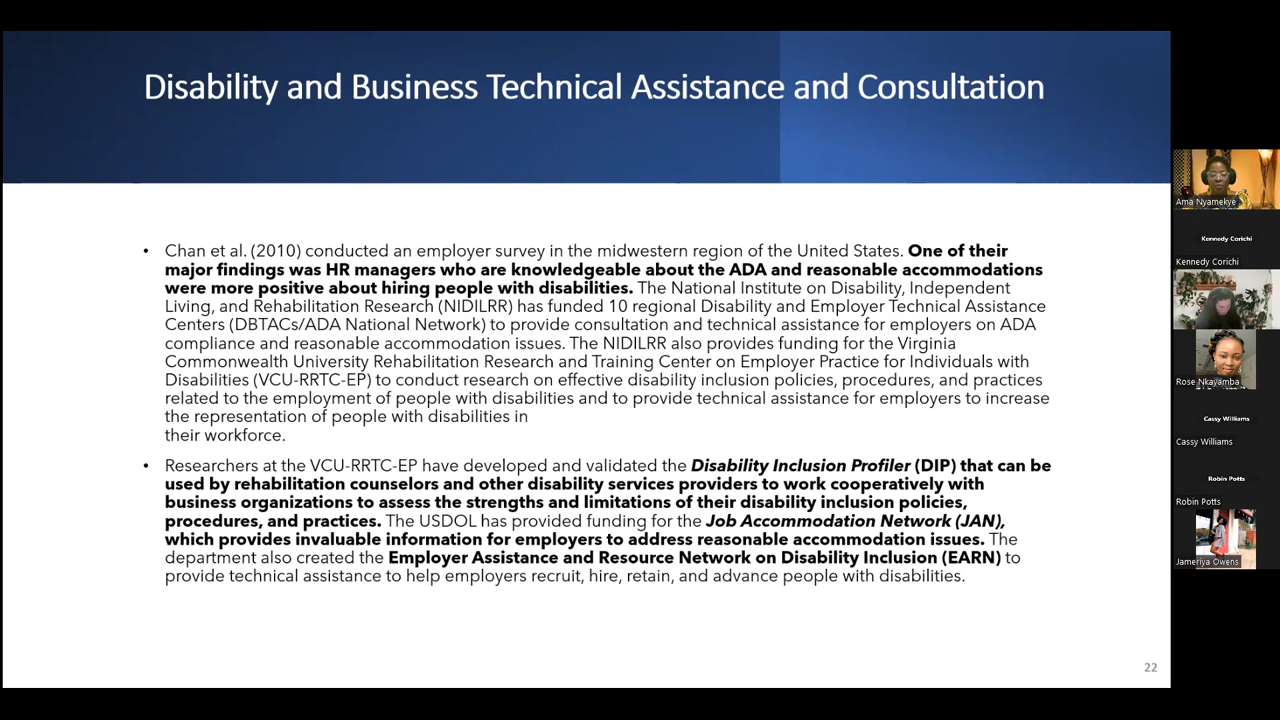 Disability and Business Technical Assistance and Consultation
• Chan et al. (2010) conducted an employer survey in the midwestern region of the United States. One of their
major findings was HR managers who are knowledgeable about the ADA and reasonable accommodations
were more positive about hiring people with disabilities. The National Institute on Disability, Independent
Living, and Rehabilitation Research (NIDILRR) has funded 10 regional Disability and Employer Technical Assistance
Centers (DBTACs/ADA National Network) to provide consultation and technical assistance for employers on ADA
compliance and reasonable accommodation issues. The NIDILRR also provides funding for the Virginia
Commonwealth University Rehabilitation Research and Training Center on Employer Practice for Individuals with
Disabilities (VCU-RRTC-EP) to conduct research on effective disability inclusion policies, procedures, and practices
related to the employment of people with disabilities and to provide technical assistance for employers to increase
the representation of people with disabilities in
their workforce.
• Researchers at the VCU-RRTC-EP have developed and validated the Disability Inclusion Profiler (DIP) that can be
used by rehabilitation counselors and other disability services providers to work cooperatively with
business organizations to assess the strengths and limitations of their disability inclusion policies,
procedures, and practices. The USDOL has provided funding for the Job Accommodation Network (JAN),
which provides invaluable information for employers to address reasonable accommodation issues. The
department also created the Employer Assistance and Resource Network on Disability Inclusion (EARN) to
provide technical assistance to help employers recruit, hire, retain, and advance people with disabilities.
22
Ama Nyamekye
Kennedy Corichi
Kennedy Corichi
Rose Nkayamba
Cassy Williams
Cassy Williams
Robin Potts
Robin Potts
Jameriya Owens